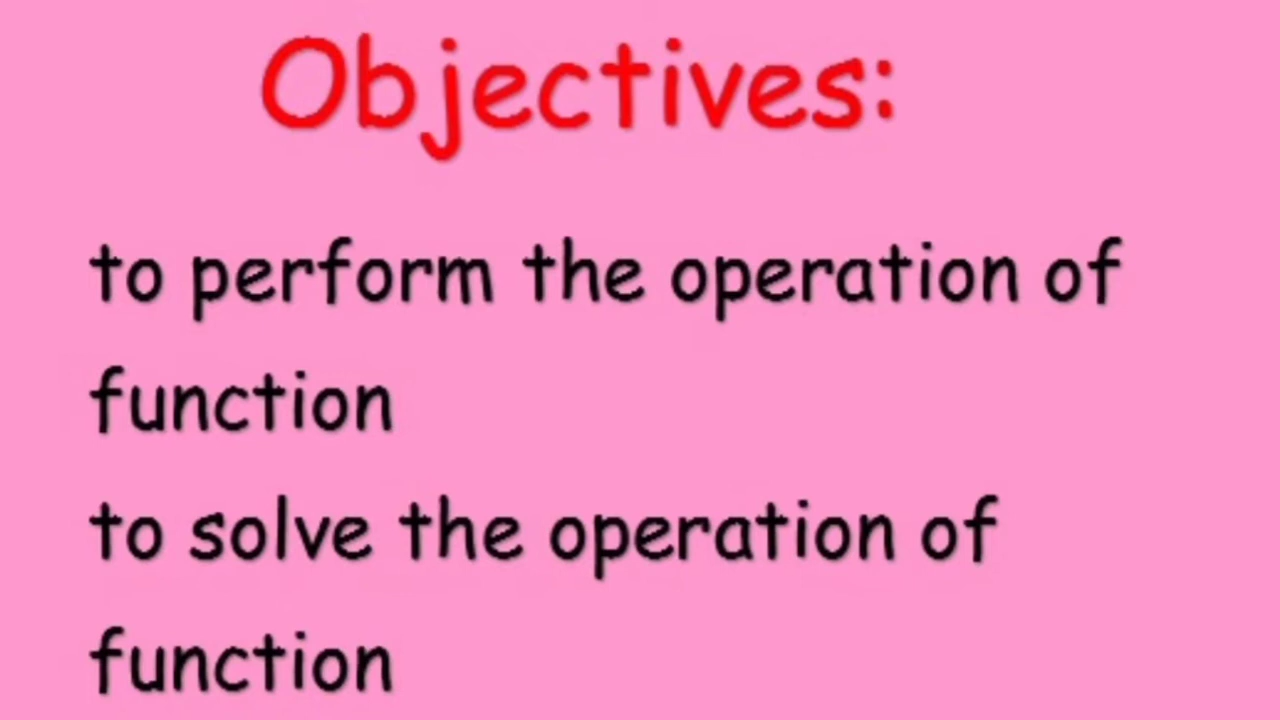 Objectives:
to perform the operation of
function
to solve the operation of
function